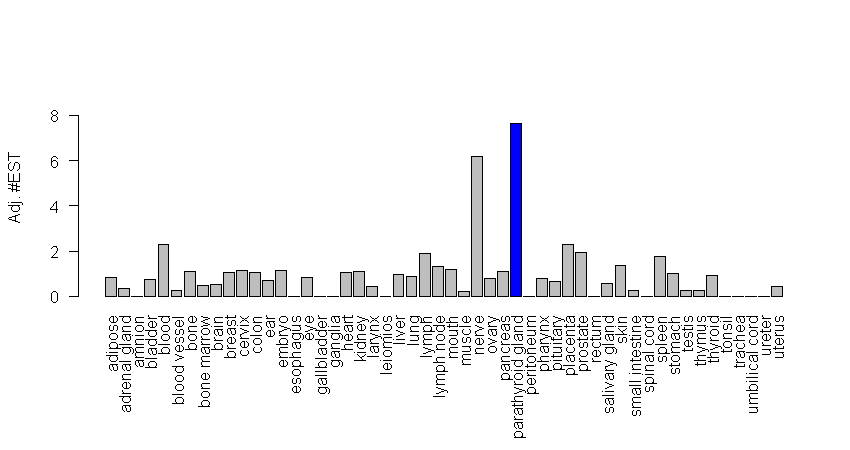 Adj. #EST
8
6
4
2
0
adipose
adrenal gland
amnion
bladder
blood
blood vessel
bone
bone marrow
brain
breast
cervix
colon
ear
embryo
esophagus
eye
gallbladder
ganglia
heart
kidney
larynx
leiomios
liver
lung
lymph
lymph node
mouth
muscle
nerve
ovary
pancreas
parathyroid gland
peritoneum
pharynx
pituitary
placenta
prostate
rectum
salivary gland
skin
small intestine
spinal cord
spleen
stomach
testis
thymus
thyroid
tonsil
trachea
umbilical cord
ureter
uterus